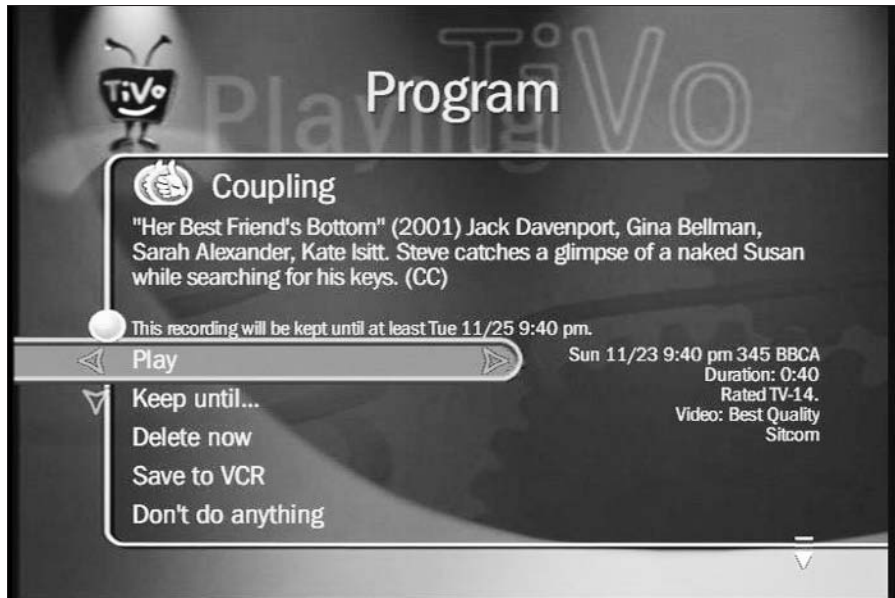 TiVo
Playing TiVo
Program
Coupling
"Her Best Friend's Bottom" (2001) Jack Davenport, Gina Bellman,
Sarah Alexander, Kate Isitt. Steve catches a glimpse of a naked Susan
while searching for his keys. (CC)
This recording will be kept until at least Tue 11/25 9:40 pm.
Play
Sun 11/23 9:40 pm 345 BBCA
Duration: 0:40
Rated TV-14.
Video: Best Quality
Sitcom
Keep until...
Delete now
Save to VCR
Don't do anything